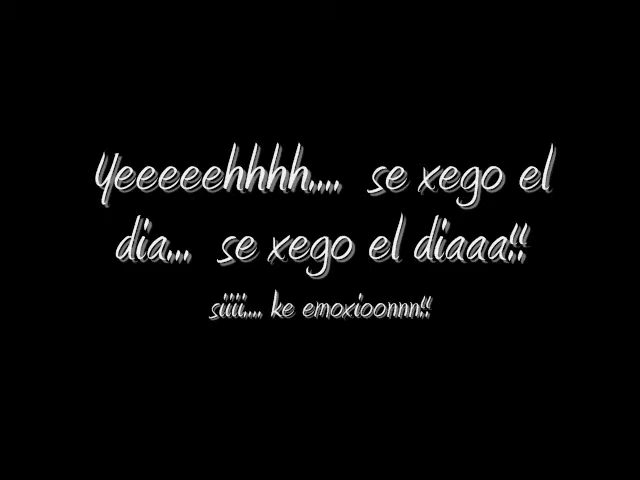 Yeeeeehhhh.... se xego el
dia... se xego el diaaa!!
siiii.... ke emoxioonnn!!